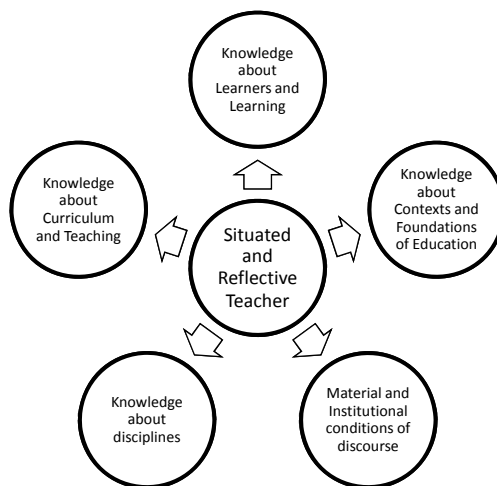 Knowledge
about
Learners and
Learning
Knowledge
about
Curriculum
and Teaching
Knowledge
about
Contexts and
Foundations
of Education
Situated
and
Reflective
Teacher
Knowledge
about
disciplines
Material and
Institutional
conditions of
discourse